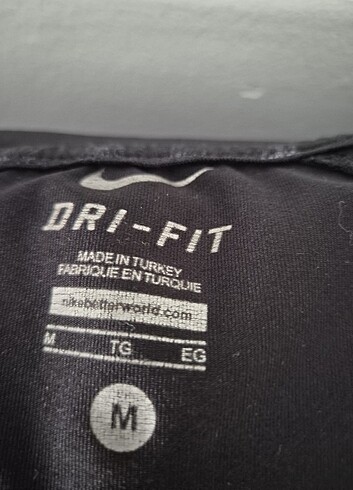 DRI-FIT
MADE IN TURKEY
FABRIQUE EN TURQUIE
nikebetterworld.com
M TG EG
M